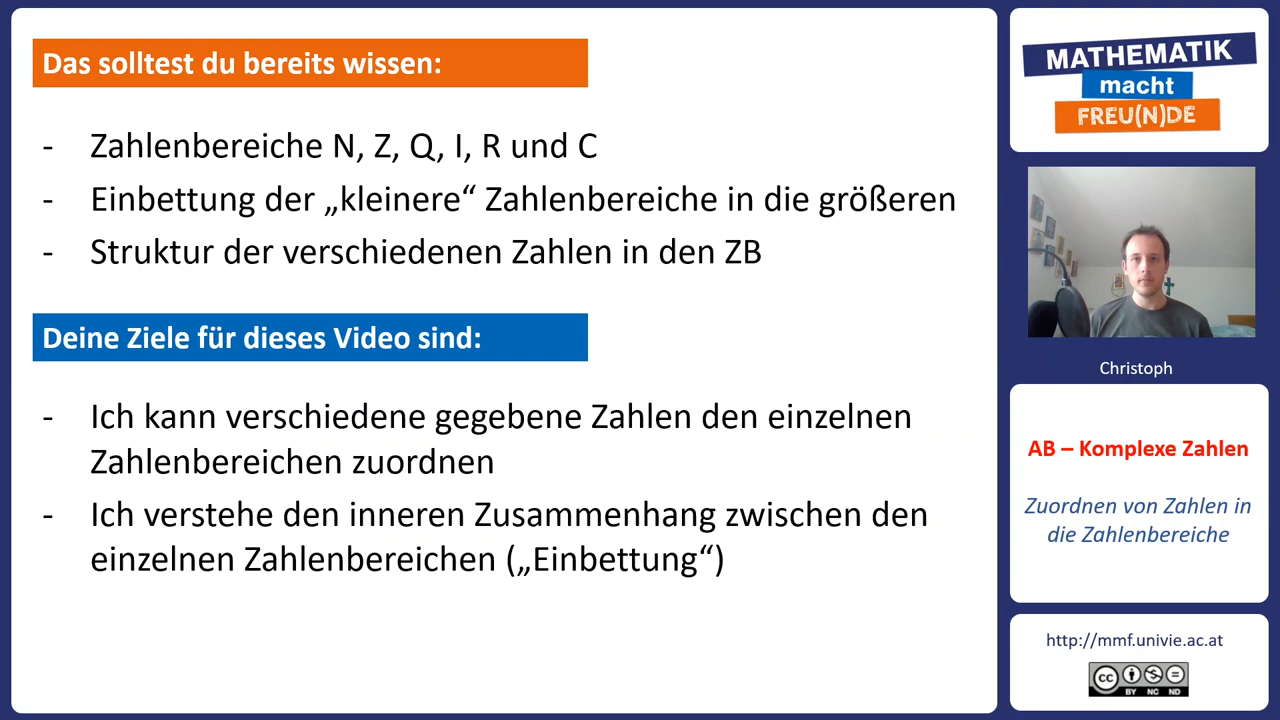 Das solltest du bereits wissen:
- Zahlenbereiche N, Z, Q, I, R und C
- Einbettung der „kleinere“ Zahlenbereiche in die größeren
- Struktur der verschiedenen Zahlen in den ZB
Deine Ziele für dieses Video sind:
- Ich kann verschiedene gegebene Zahlen den einzelnen
Zahlenbereichen zuordnen
- Ich verstehe den inneren Zusammenhang zwischen den
einzelnen Zahlenbereichen („Einbettung“)
MATHEMATIK
macht
FREU(N)DE
Christoph
AB – Komplexe Zahlen
Zuordnen von Zahlen in
die Zahlenbereiche
http://mmf.univie.ac.at
cc
BY NC ND